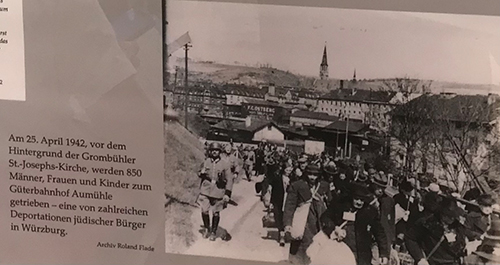 Am 25. April 1942, vor dem
Hintergrund der Grombühler
St.-Josephs-Kirche, werden 850
Männer, Frauen und Kinder zum
Güterbahnhof Aumühle
getrieben – eine von zahlreichen
Deportationen jüdischer Bürger
in Würzburg.
Archiv Roland Flade